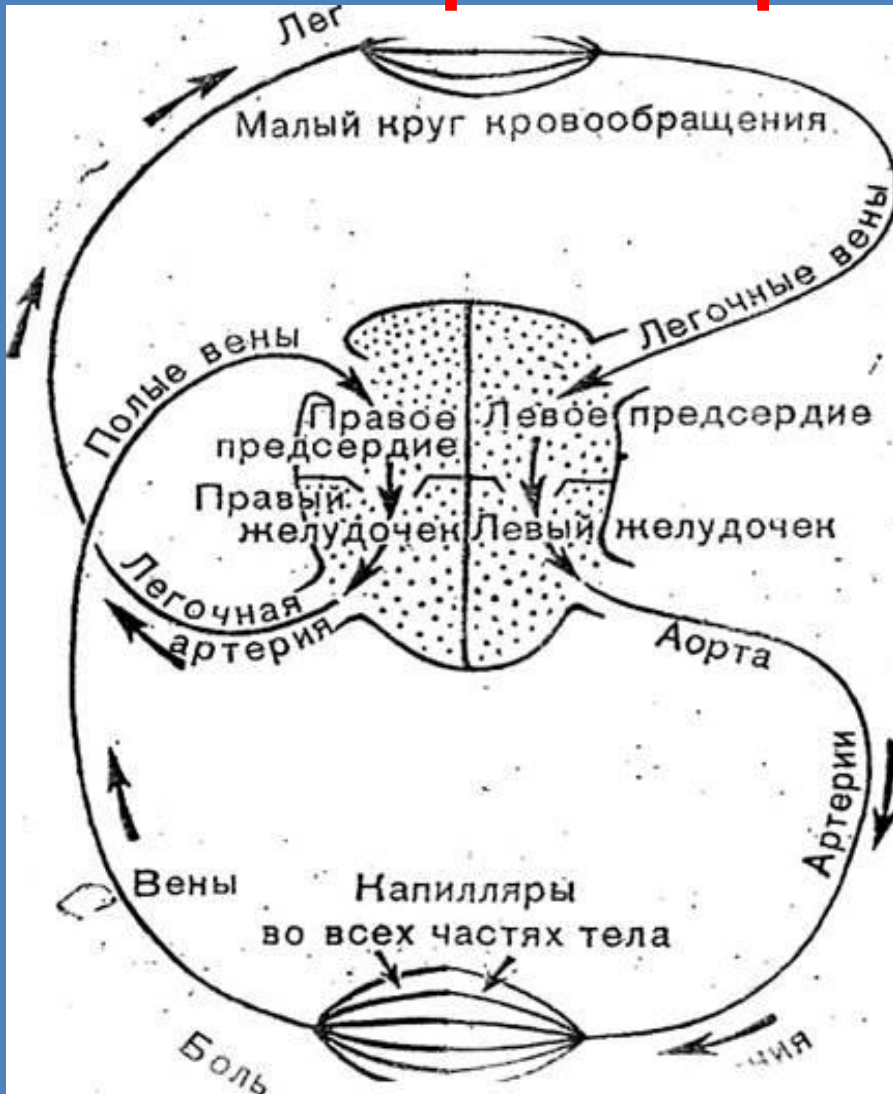 Лег
Малый круг кровообращения
Легочные вены
Полые вены
Правое
предсердие
Левое предсердие
Правый
желудочек
Левый желудочек
Легочная
артерия
Аорта
Артерии
Вены
Капилляры
во всех частях тела
Боль